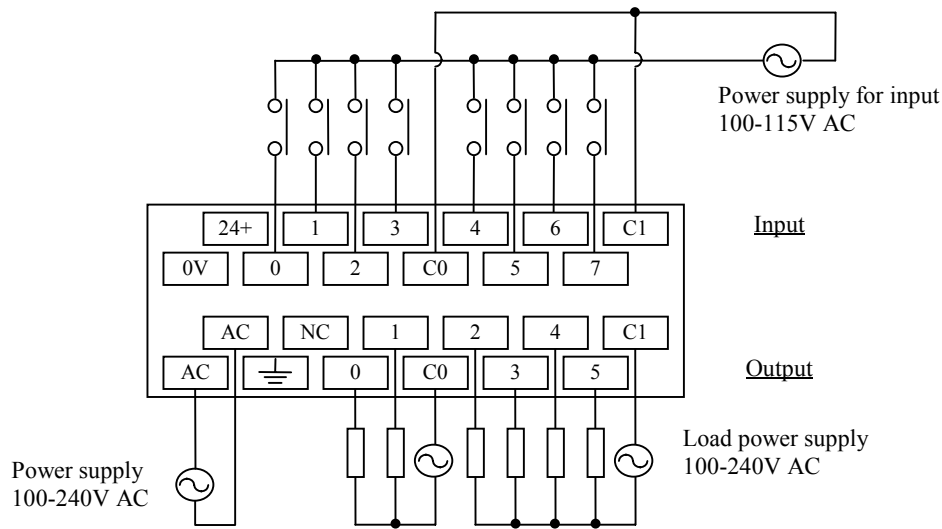 Power supply for input
100-115V AC
24+ 1 3 4 6 C1
Input
0V 0 2 C0 5 7
AC NC 1 2 4 C1
AC 0 C0 3 5
Output
Load power supply
100-240V AC
Power supply
100-240V AC